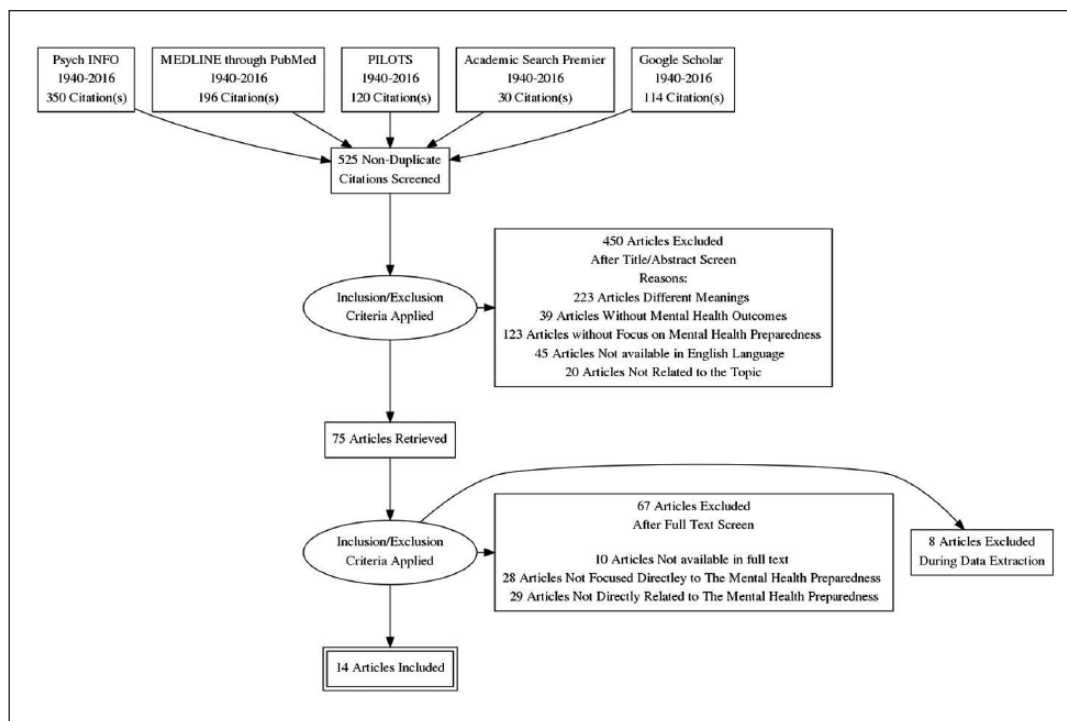 Psych INFO
1940-2016
350 Citation(s)
MEDLINE through PubMed
1940-2016
196 Citation(s)
PILOTS
1940-2016
120 Citation(s)
Academic Search Premier
1940-2016
30 Citation(s)
Google Scholar
1940-2016
114 Citation(s)
525 Non-Duplicate
Citations Screened
Inclusion/Exclusion
Criteria Applied
450 Articles Excluded
After Title/Abstract Screen
Reasons:
223 Articles Different Meanings
39 Articles Without Mental Health Outcomes
123 Articles without Focus on Mental Health Preparedness
45 Articles Not available in English Language
20 Articles Not Related to the Topic
75 Articles Retrieved
Inclusion/Exclusion
Criteria Applied
67 Articles Excluded
After Full Text Screen
10 Articles Not available in full text
28 Articles Not Focused Directley to The Mental Health Preparedness
29 Articles Not Directly Related to The Mental Health Preparedness
8 Articles Excluded
During Data Extraction
14 Articles Included